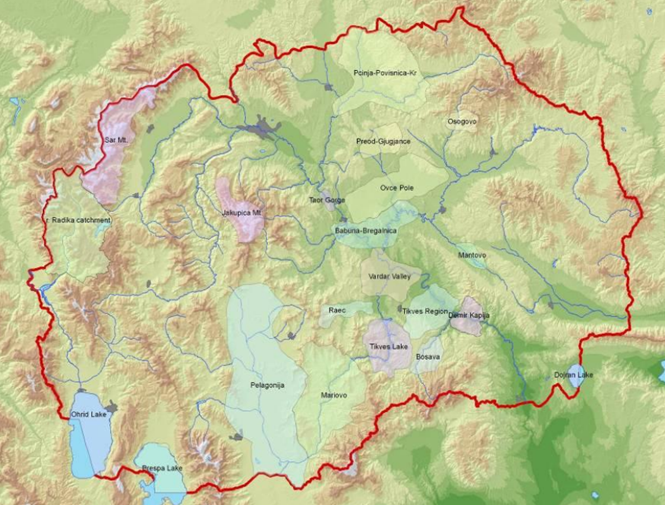 Pcinja-Povisnica-Kr
Osogovo
Sar Mt.
Preod-Gjugjance
Ovce Pole
Taor Gorge
Jakupica Mt.
Radika catchment
Babuna-Bregalnica
Mantovo
Vardar Valley
Raec
Tikves Region
Demir Kapija
Tikves Lake
Bosava
Dojran Lake
Pelagonija
Mariovo
Ohrid Lake
Prespa Lake